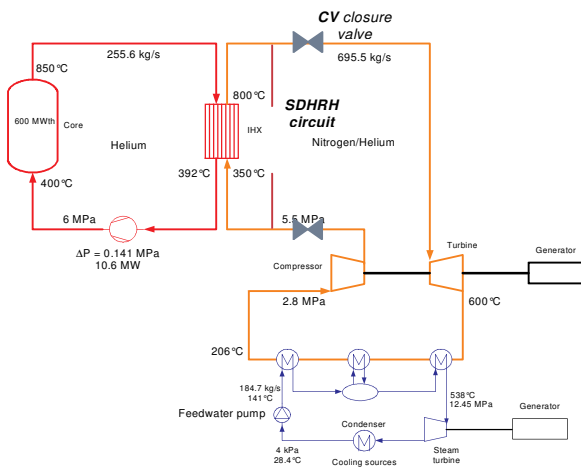 CV closure
valve
255.6 kg/s
695.5 kg/s
850°C
800°C
SDHRH
circuit
600 MWth
Core
Helium
IHX
Nitrogen/Helium
392°C
350°C
400°C
6 MPa
5.5 MPa
ΔP = 0.141 MPa
10.6 MW
Compressor
Turbine
Generator
2.8 MPa
600°C
206°C
M
M
M
184.7 kg/s
141°C
538°C
12.45 MPa
Feedwater pump
Condenser
Generator
M
4 kPa
28.4°C
Cooling sources
Steam
turbine